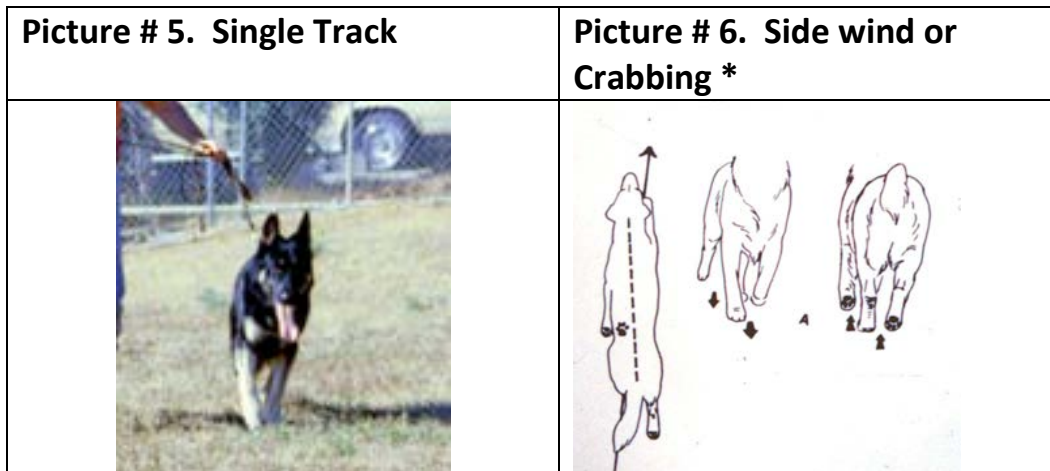 Picture # 5.  Single Track
Picture # 6.  Side wind or
Crabbing *
A